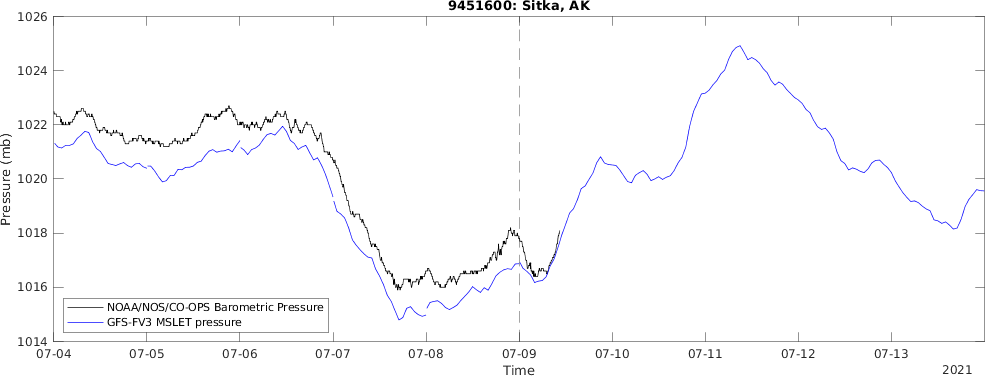 9451600: Sitka, AK
1026
1024
1022
1020
1018
1016
1014
Pressure (mb)
NOAA/NOS/CO-OPS Barometric Pressure
GFS-FV3 MSLET pressure
07-04 07-05 07-06 07-07 07-08 07-09 07-10 07-11 07-12 07-13
Time
2021